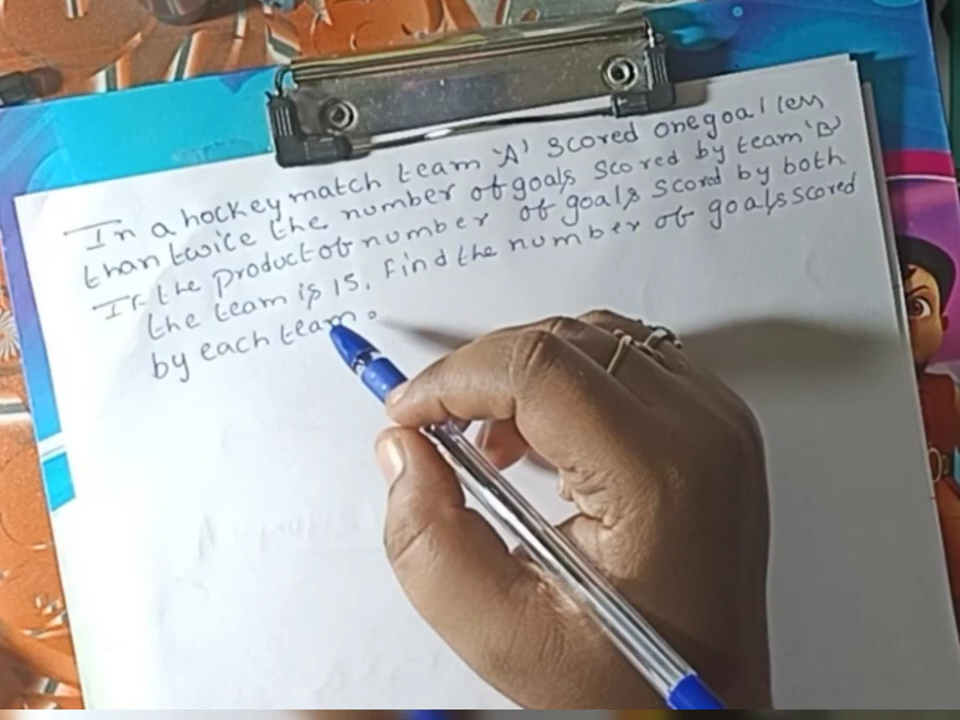 In a hockey match team 'A' scored one goal less
than twice the number of goals scored by team 'B'
If the product of number of goals scored by both
the team is 15. Find the number of goals scored
by each team.